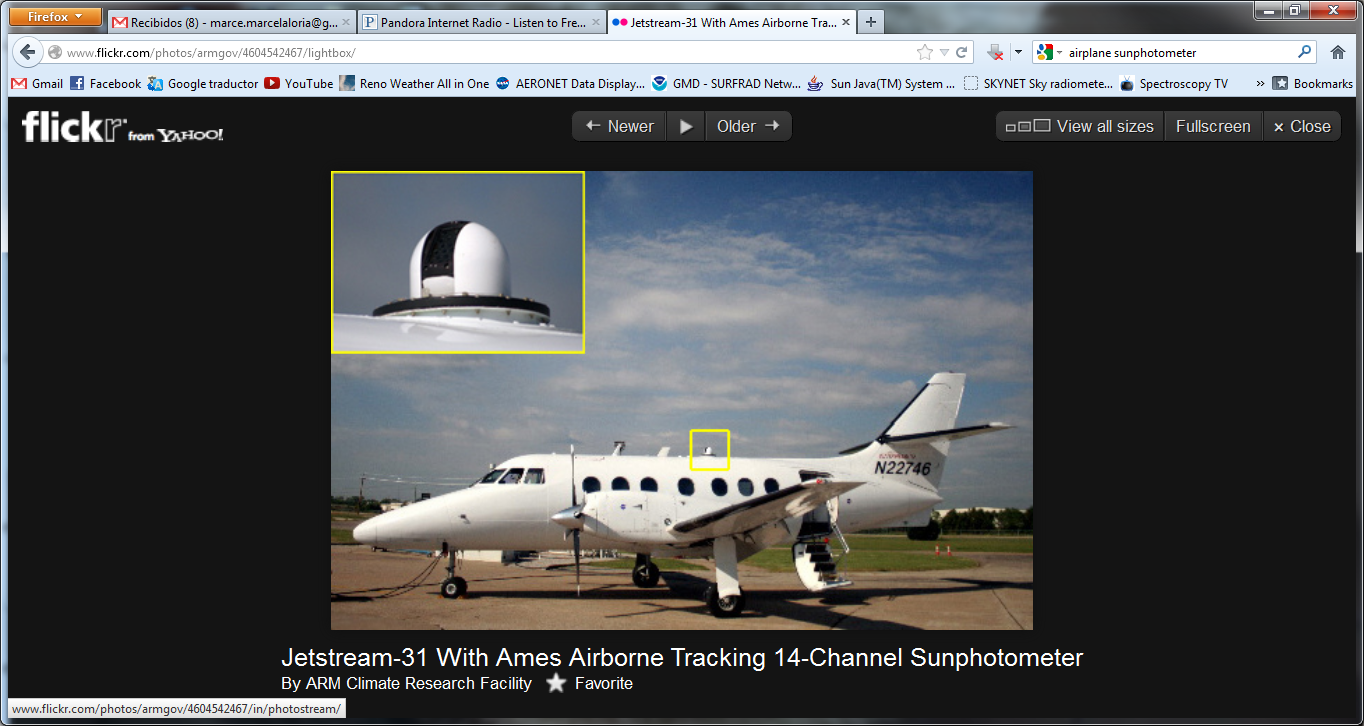 Firefox
Recibidos (8) - marce.marcelaloria@g...
Pandora Internet Radio - Listen to Fre...
Jetstream-31 With Ames Airborne Tra...
www.flickr.com/photos/armgov/4604542467/lightbox/
airplane sunphotometer
Gmail Facebook Google traductor YouTube Reno Weather All in One AERONET Data Display... GMD - SURFRAD Netw... Sun Java(TM) System ... SKYNET Sky radiomete... Spectroscopy TV » Bookmarks
flickr from YAHOO!
← Newer Older → View all sizes Fullscreen × Close
N22746
Jetstream-31 With Ames Airborne Tracking 14-Channel Sunphotometer
By ARM Climate Research Facility Favorite
www.flickr.com/photos/armgov/4604542467/in/photostream/